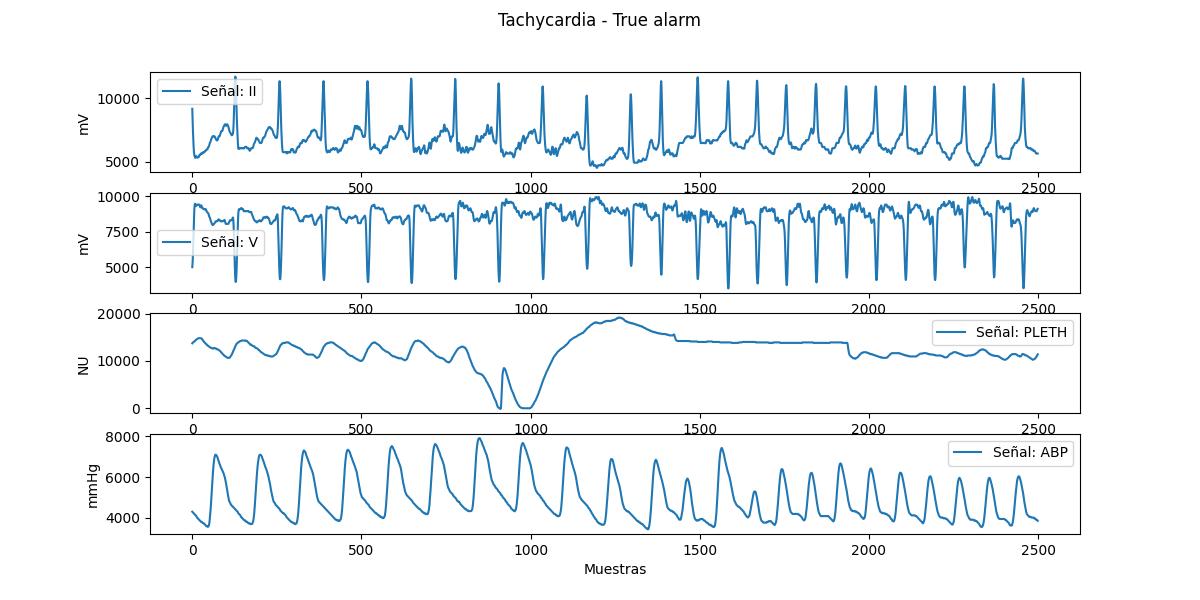 Tachycardia - True alarm
mV
10000
5000
Señal: II
0 500 1000 1500 2000 2500
mV
10000
7500
5000
Señal: V
0 500 1000 1500 2000 2500
NU
20000
10000
0
Señal: PLETH
0 500 1000 1500 2000 2500
mmHg
8000
6000
4000
Señal: ABP
0 500 1000 1500 2000 2500
Muestras